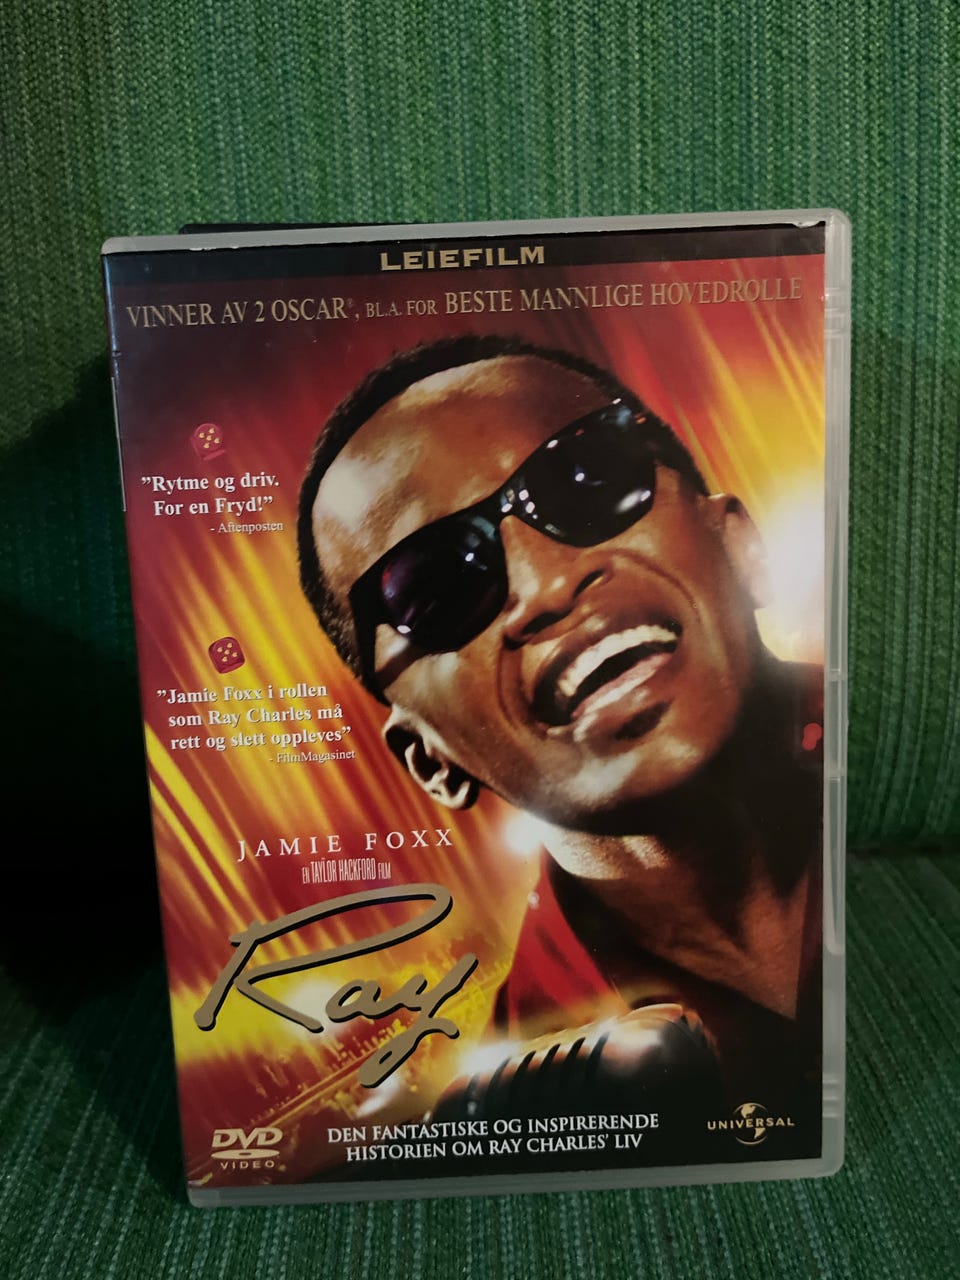 LEIEFILM
VINNER AV 2 OSCAR®, BL.A. FOR BESTE MANNLIGE HOVEDROLLE
"Rytme og driv.
For en Fryd!"
- Aftenposten
"Jamie Foxx i rollen
som Ray Charles må
rett og slett oppleves"
- FilmMagasinet
JAMIE FOXX
EN TAYLOR HACKFORD FILM
Ray
DVD
VIDEO
DEN FANTASTISKE OG INSPIRERENDE
HISTORIEN OM RAY CHARLES' LIV
UNIVERSAL